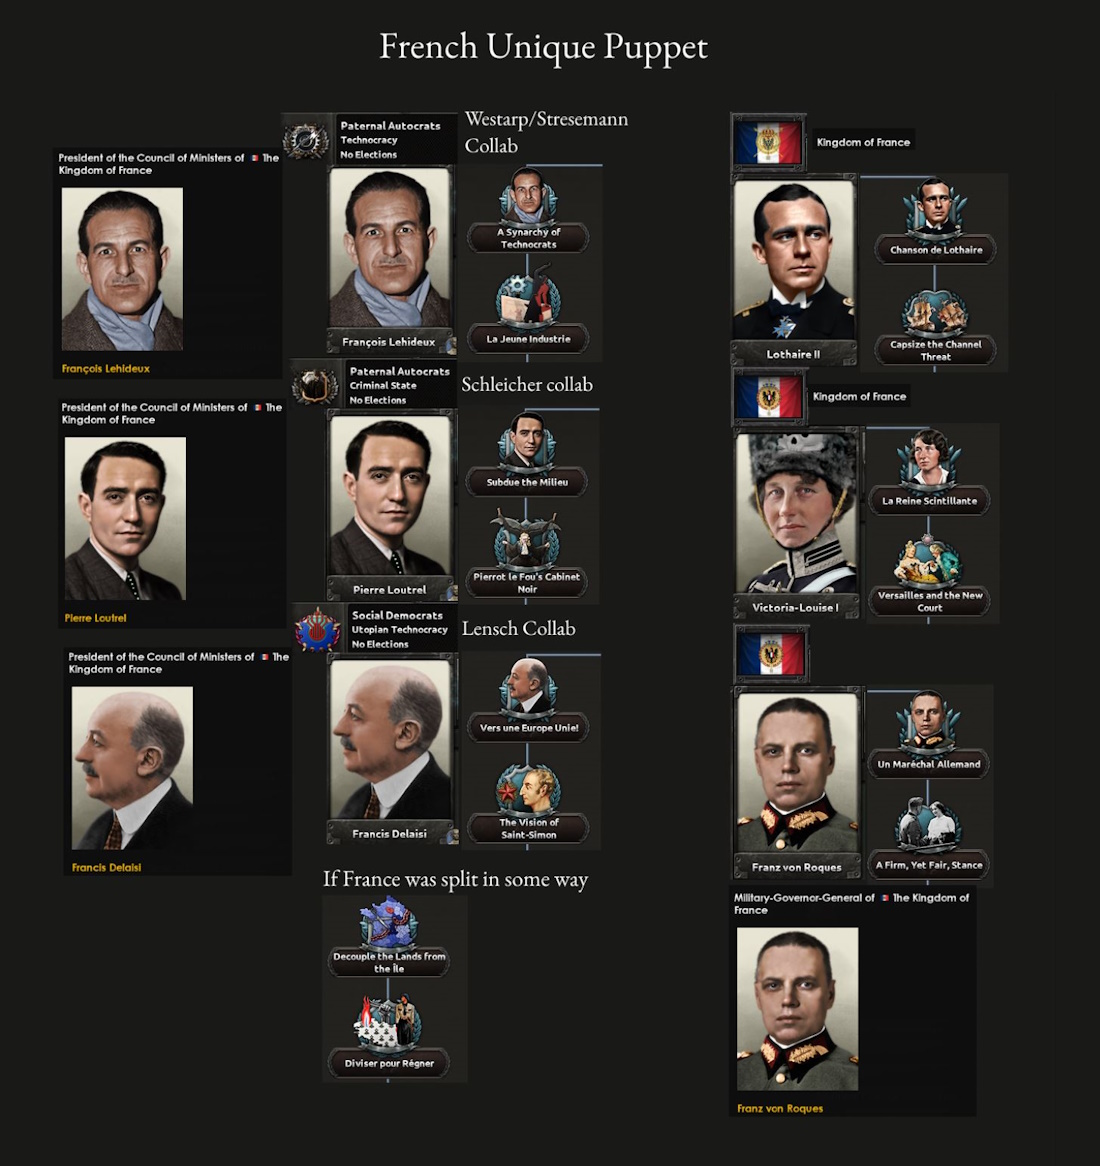 French Unique Puppet
President of the Council of Ministers of The
Kingdom of France
François Lehideux
Paternal Autocrats
Technocracy
No Elections
François Lehideux
Westarp/Stresemann
Collab
A Synarchy of
Technocrats
La Jeune Industrie
President of the Council of Ministers of The
Kingdom of France
Pierre Loutrel
Paternal Autocrats
Criminal State
No Elections
Pierre Loutrel
Schleicher collab
Subdue the Milieu
Pierrot le Fou's Cabinet
Noir
President of the Council of Ministers of The
Kingdom of France
Francis Delaisi
Social Democrats
Utopian Technocracy
No Elections
Francis Delaisi
Lensch Collab
Vers une Europe Unie!
The Vision of
Saint-Simon
If France was split in some way
Decouple the Lands from
the Île
Diviser pour Régner
Kingdom of France
Lothaire II
Chanson de Lothaire
Capsize the Channel
Threat
Kingdom of France
Victoria-Louise I
La Reine Scintillante
Versailles and the New
Court
Franz von Roques
Un Maréchal Allemand
A Firm, Yet Fair, Stance
Military-Governor-General of The Kingdom of
France
Franz von Roques